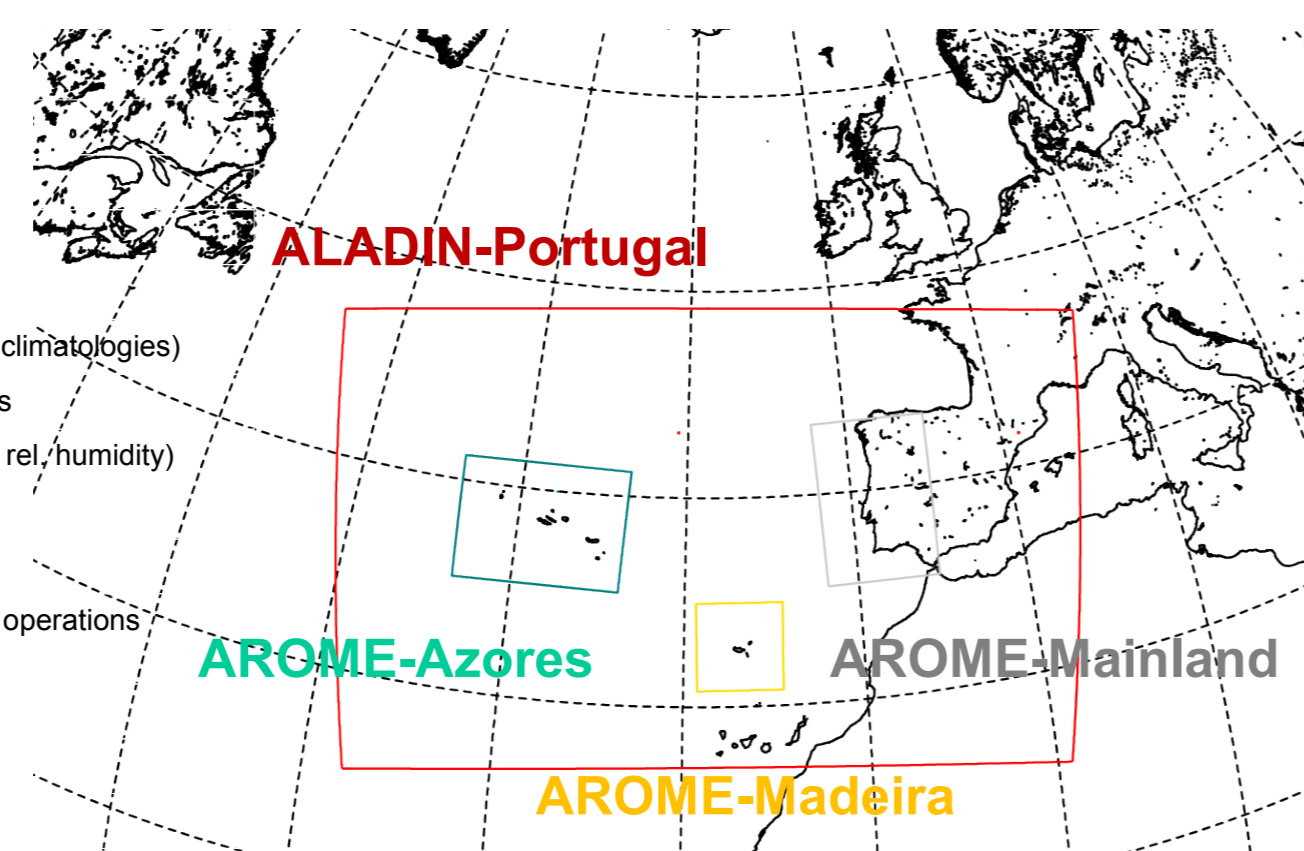 ALADIN-Portugal
climatologies)
s
rel. humidity)
operations
AROME-Azores
AROME-Mainland
AROME-Madeira